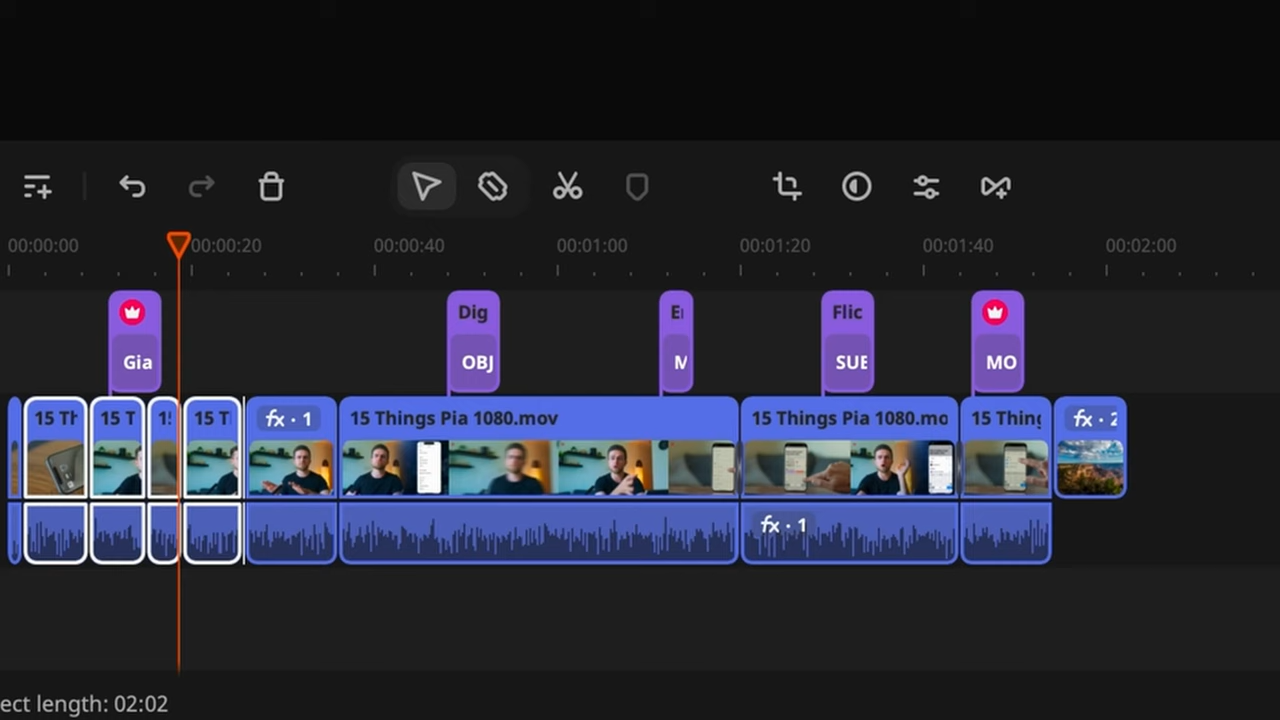 00:00:00 00:00:20 00:00:40 00:01:00 00:01:20 00:01:40 00:02:00
Dig Flic
Gia OBJ M SUE MO
15 Th 15 T 15 T fx · 1 15 Things Pia 1080.mov 15 Things Pia 1080.mo 15 Thing fx · 2
fx · 1
ect length: 02:02